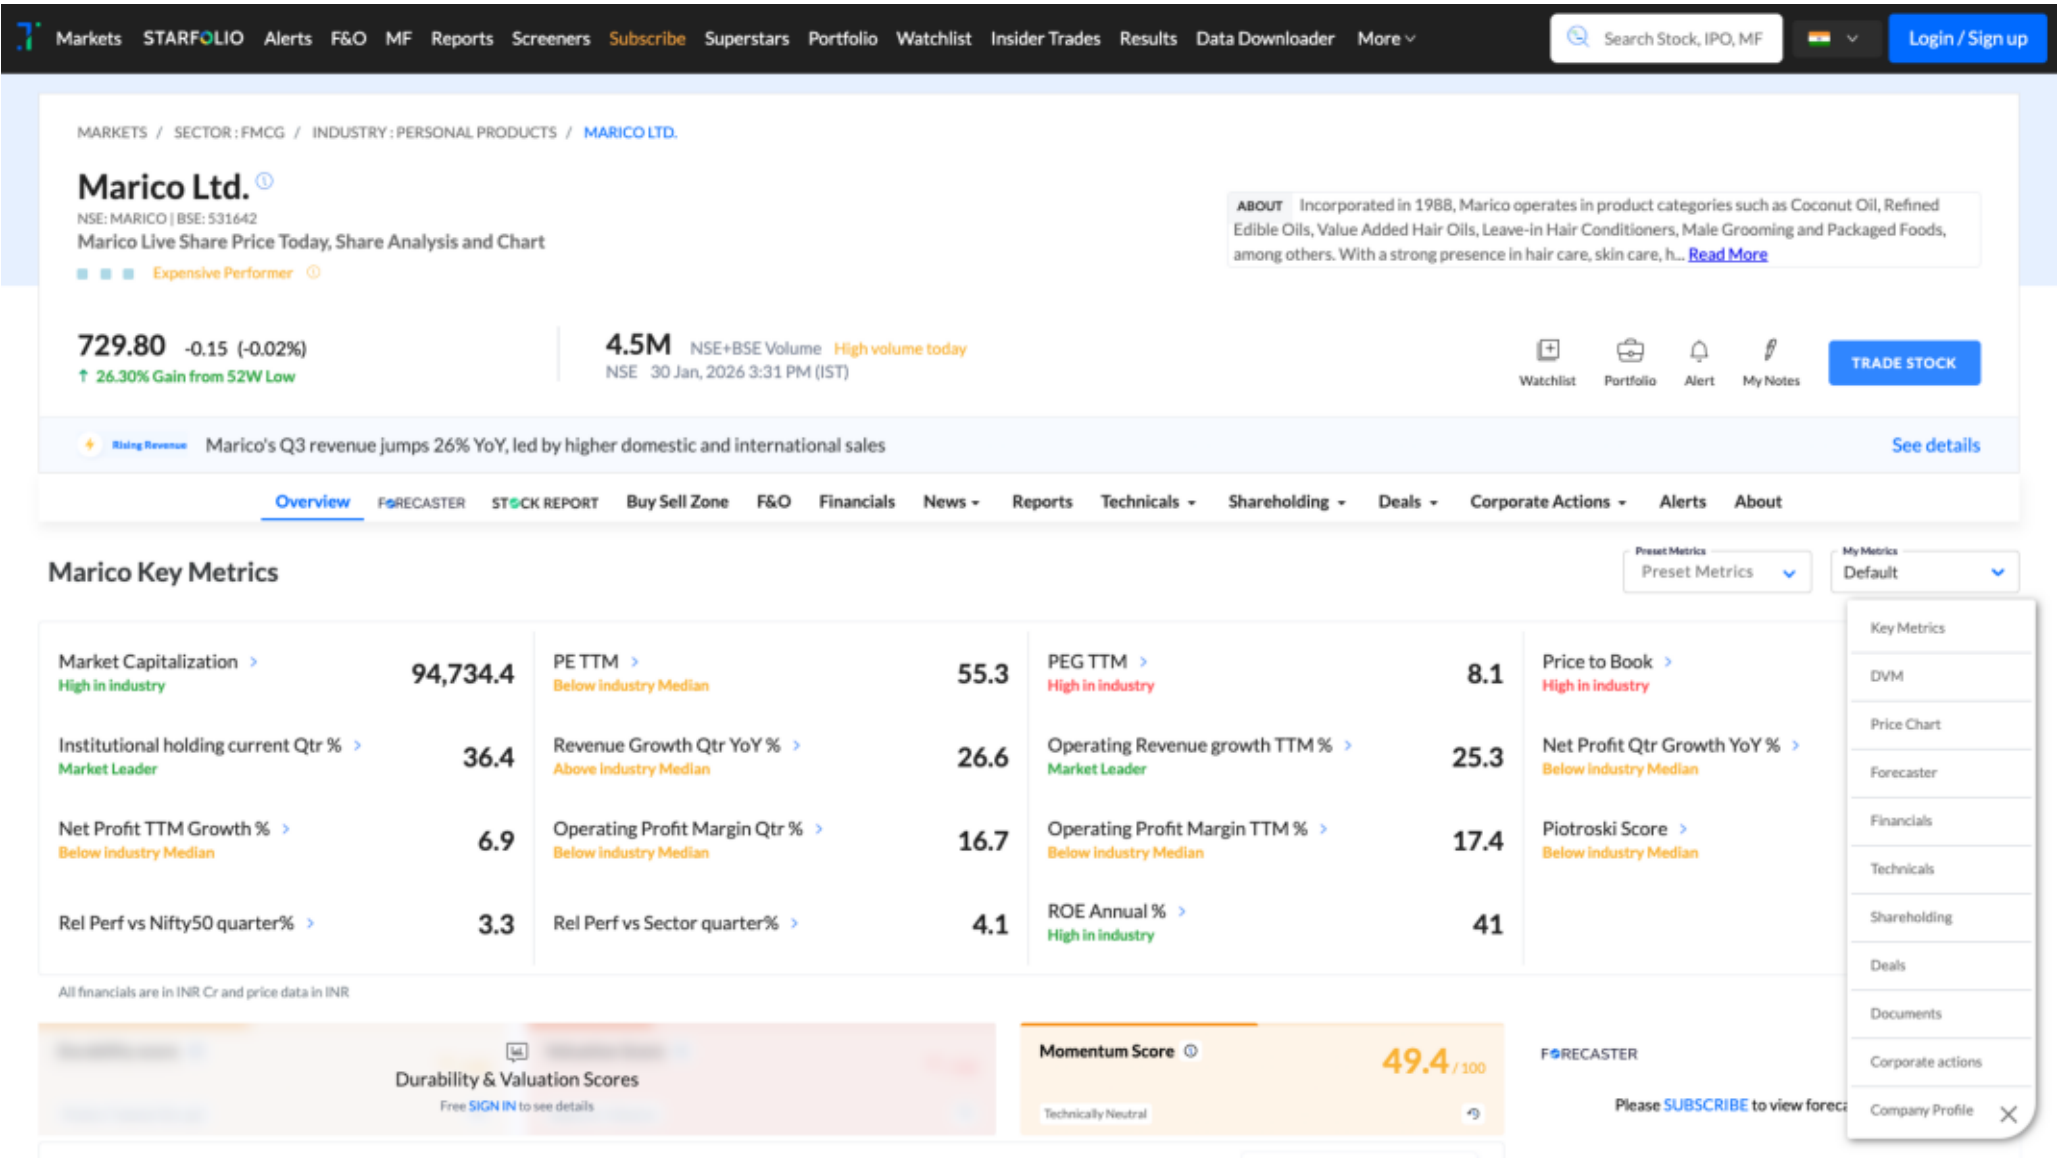 Markets STARFOLIO Alerts F&O MF Reports Screeners Subscribe Superstars Portfolio Watchlist Insider Trades Results Data Downloader More Search Stock, IPO, MF Login / Sign up
MARKETS / SECTOR : FMCG / INDUSTRY : PERSONAL PRODUCTS / MARICO LTD.
Marico Ltd.
NSE: MARICO | BSE: 531642
Marico Live Share Price Today, Share Analysis and Chart
Expensive Performer
ABOUT Incorporated in 1988, Marico operates in product categories such as Coconut Oil, Refined
Edible Oils, Value Added Hair Oils, Leave-in Hair Conditioners, Male Grooming and Packaged Foods,
among others. With a strong presence in hair care, skin care, h... Read More
729.80 -0.15 (-0.02%)
26.30% Gain from 52W Low
4.5M NSE+BSE Volume High volume today
NSE 30 Jan, 2026 3:31 PM (IST)
Watchlist Portfolio Alert My Notes TRADE STOCK
Rising Revenue Marico's Q3 revenue jumps 26% YoY, led by higher domestic and international sales See details
Overview FORECASTER STOCK REPORT Buy Sell Zone F&O Financials News Reports Technicals Shareholding Deals Corporate Actions Alerts About
Marico Key Metrics
Preset Metrics
Preset Metrics
My Metrics
Default
Market Capitalization 94,734.4
High in industry
PE TTM 55.3
Below industry Median
PEG TTM 8.1
High in industry
Price to Book
High in industry
Institutional holding current Qtr % 36.4
Market Leader
Revenue Growth Qtr YoY % 26.6
Above industry Median
Operating Revenue growth TTM % 25.3
Market Leader
Net Profit Qtr Growth YoY %
Below industry Median
Net Profit TTM Growth % 6.9
Below industry Median
Operating Profit Margin Qtr % 16.7
Below industry Median
Operating Profit Margin TTM % 17.4
Below industry Median
Piotroski Score
Below industry Median
Rel Perf vs Nifty50 quarter% 3.3
Rel Perf vs Sector quarter% 4.1
ROE Annual % 41
High in industry
Key Metrics
DVM
Price Chart
Forecaster
Financials
Technicals
Shareholding
Deals
Documents
Corporate actions
Company Profile
All financials are in INR Cr and price data in INR
Durability & Valuation Scores
Free SIGN IN to see details
Momentum Score 49.4 / 100
Technically Neutral
FORECASTER
Please SUBSCRIBE to view foreca